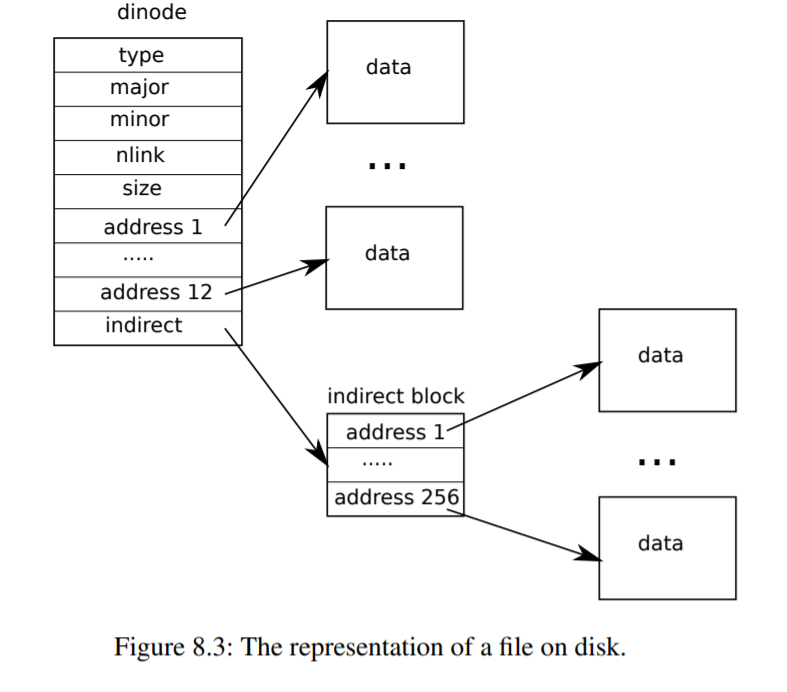 dinode
type
major
minor
nlink
size
address 1
.....
address 12
indirect
data
...
data
indirect block
address 1
.....
address 256
data
...
data
Figure 8.3: The representation of a file on disk.